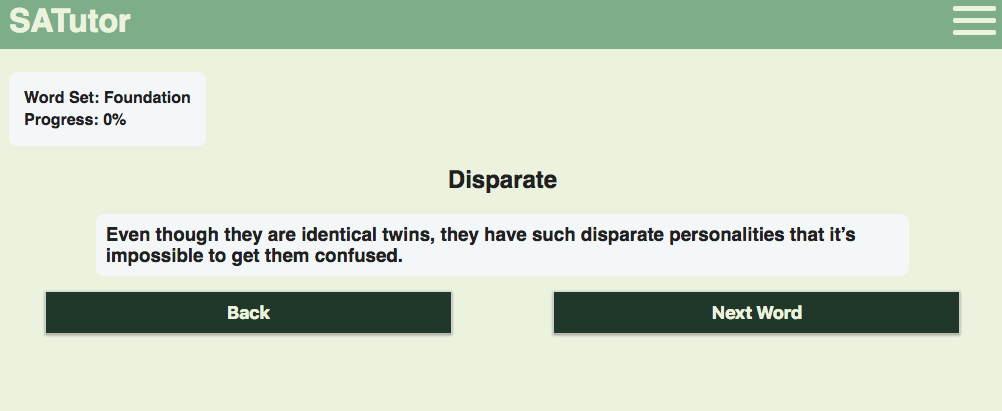 SATutor
Word Set: Foundation
Progress: 0%
Disparate
Even though they are identical twins, they have such disparate personalities that it’s
impossible to get them confused.
Back
Next Word